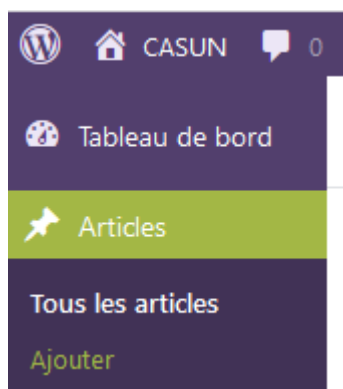 CASUN 0
Tableau de bord
Articles
Tous les articles
Ajouter